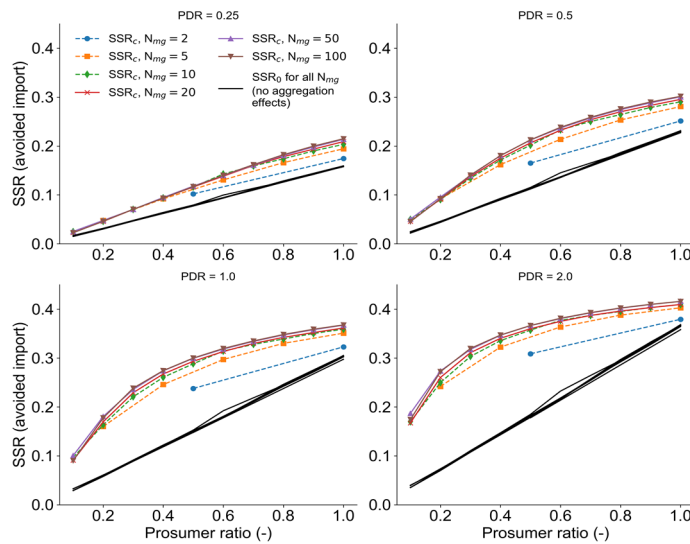 PDR = 0.25
PDR = 0.5
SSR (avoided import)
0.4
0.3
0.2
0.1
0.0
SSRc, Nmg = 2
SSRc, Nmg = 5
SSRc, Nmg = 10
SSRc, Nmg = 20
SSRc, Nmg = 50
SSRc, Nmg = 100
SSR0 for all Nmg
(no aggregation
effects)
0.2 0.4 0.6 0.8 1.0
SSR (avoided import)
0.4
0.3
0.2
0.1
0.0
0.2 0.4 0.6 0.8 1.0
PDR = 1.0
PDR = 2.0
SSR (avoided import)
0.4
0.3
0.2
0.1
0.0
0.2 0.4 0.6 0.8 1.0
Prosumer ratio (-)
SSR (avoided import)
0.4
0.3
0.2
0.1
0.0
0.2 0.4 0.6 0.8 1.0
Prosumer ratio (-)